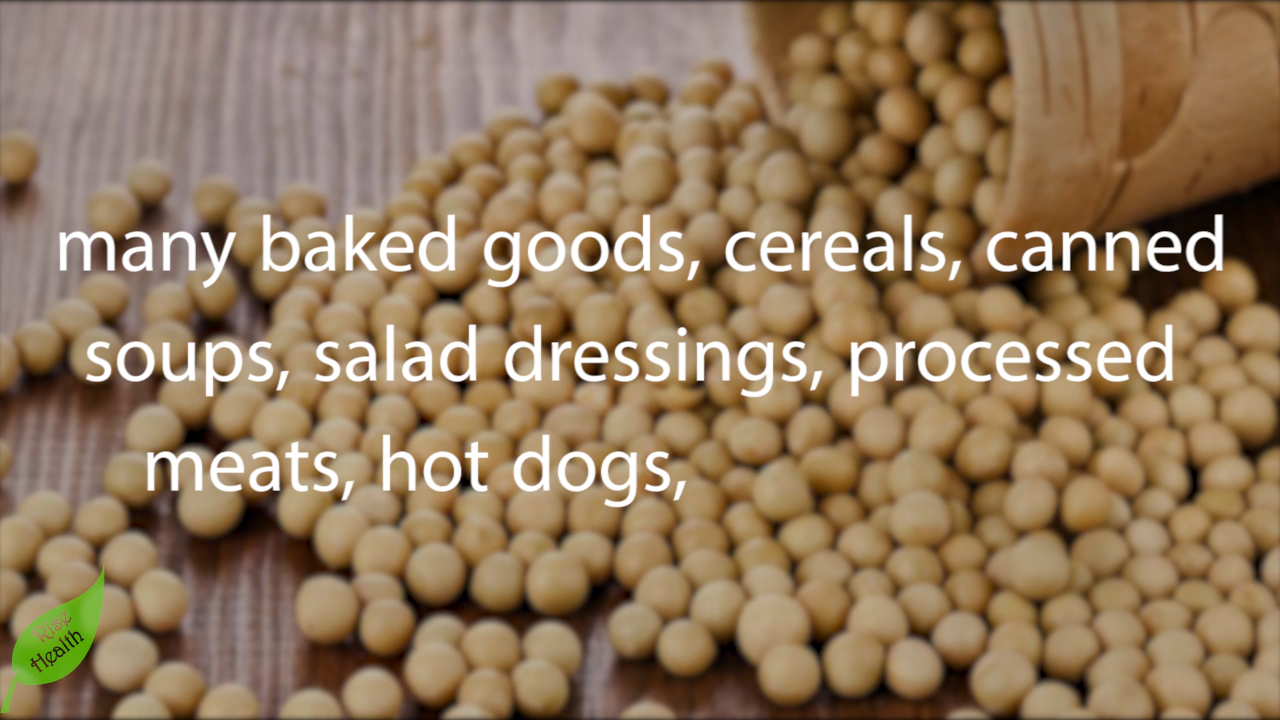 many baked goods, cereals, canned
soups, salad dressings, processed
meats, hot dogs,
Rise
Health